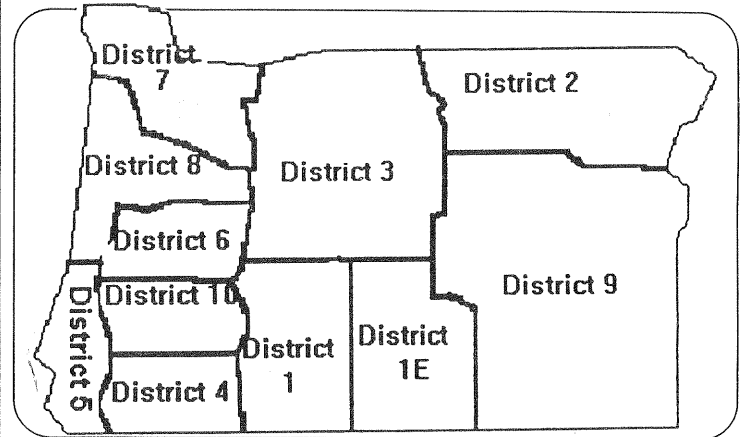 District
7
District 2
District 8
District 3
District 6
District 9
District 10
District 5
District
1
District
1E
District 4